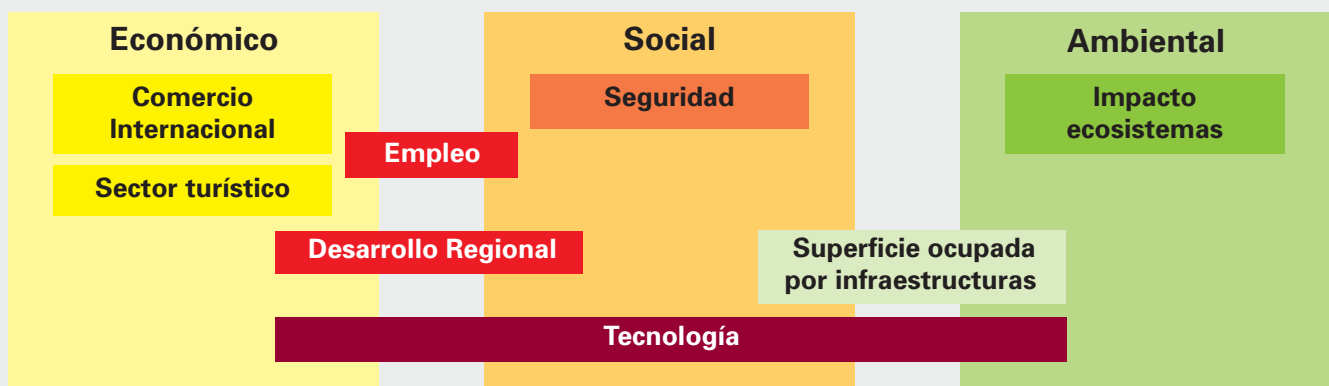 Económico
Comercio
Internacional
Sector turístico
Empleo
Desarrollo Regional
Social
Seguridad
Superficie ocupada
por infraestructuras
Tecnología
Ambiental
Impacto
ecosistemas